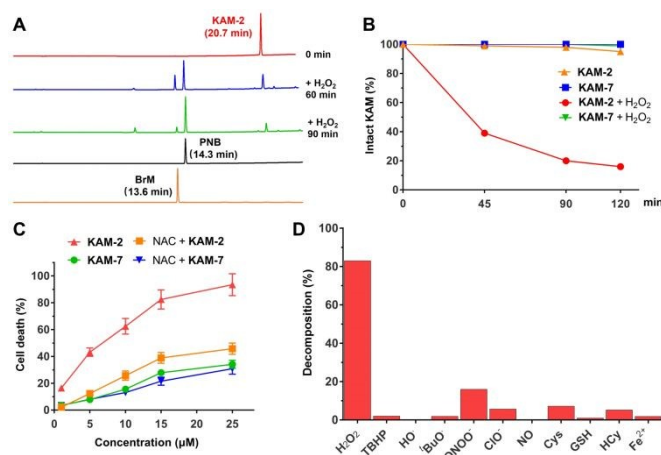 A
KAM-2
(20.7 min)
0 min
+ H₂O₂
60 min
+ H₂O₂
90 min
PNB
(14.3 min)
BrM
(13.6 min)
B
Intact KAM (%)
100
80
60
40
20
0
KAM-2
KAM-7
KAM-2 + H₂O₂
KAM-7 + H₂O₂
0 45 90 120 min
C
KAM-2 NAC + KAM-2
KAM-7 NAC + KAM-7
Cell death (%)
100
80
60
40
20
0
0 5 10 15 20 25
Concentration (µM)
D
Decomposition (%)
100
80
60
40
20
0
H₂O₂
TBHP
HO·
ᵗBuO·
ONOO⁻
ClO⁻
NO
Cys
GSH
HCy
Fe²⁺